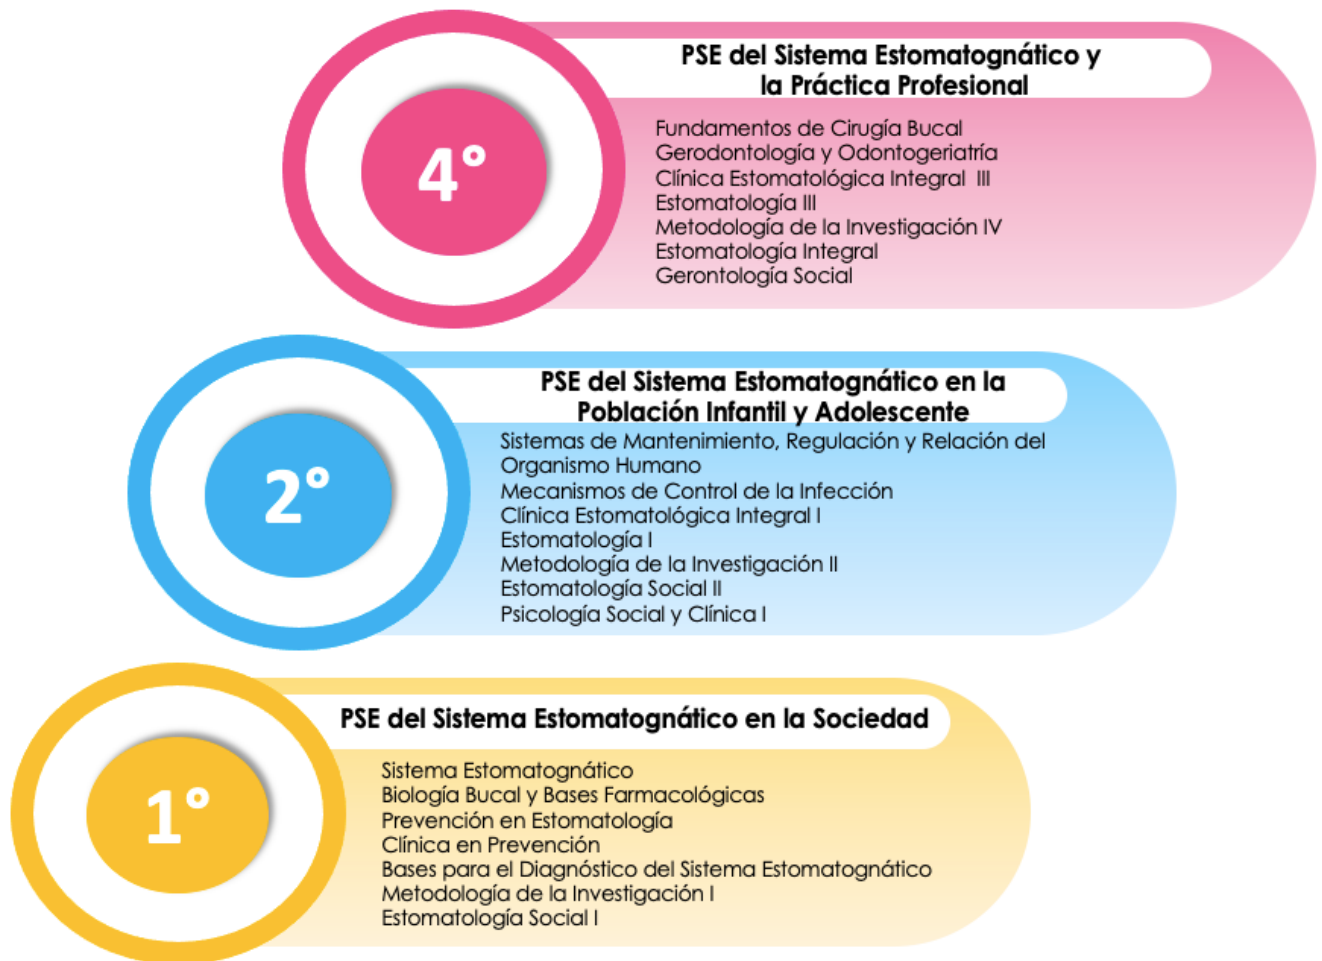 4°
PSE del Sistema Estomatognático y
la Práctica Profesional
Fundamentos de Cirugía Bucal
Gerodontología y Odontogeriatría
Clínica Estomatológica Integral III
Estomatología III
Metodología de la Investigación IV
Estomatología Integral
Gerontología Social
2°
PSE del Sistema Estomatognático en la
Población Infantil y Adolescente
Sistemas de Mantenimiento, Regulación y Relación del
Organismo Humano
Mecanismos de Control de la Infección
Clínica Estomatológica Integral I
Estomatología I
Metodología de la Investigación II
Estomatología Social II
Psicología Social y Clínica I
1°
PSE del Sistema Estomatognático en la Sociedad
Sistema Estomatognático
Biología Bucal y Bases Farmacológicas
Prevención en Estomatología
Clínica en Prevención
Bases para el Diagnóstico del Sistema Estomatognático
Metodología de la Investigación I
Estomatología Social I